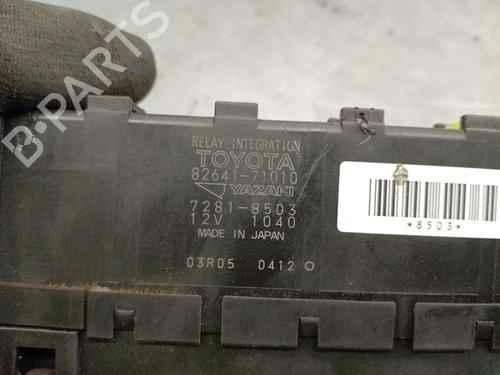 RELAY INTEGRATION
TOYOTA
82641-71010
YAZAKI
7281-8503
12V 1040
MADE IN JAPAN
03R05 0412
*8503*
B-PARTS